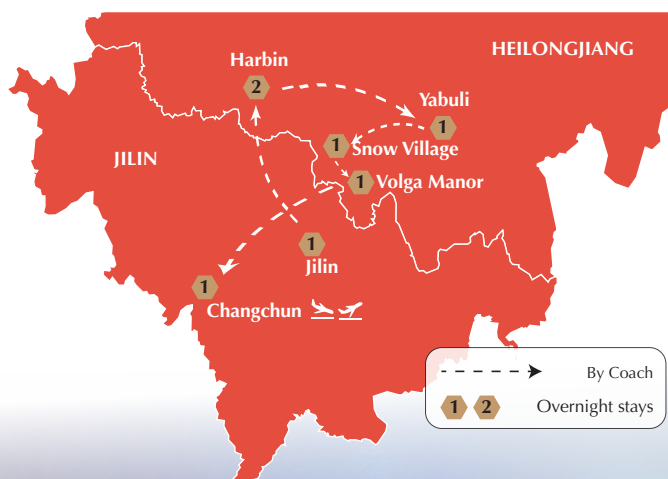 HEILONGJIANG
Harbin
2
Yabuli
1
1
Snow Village
JILIN
1
Volga Manor
1
Jilin
1
Changchun
By Coach
1 2
Overnight stays